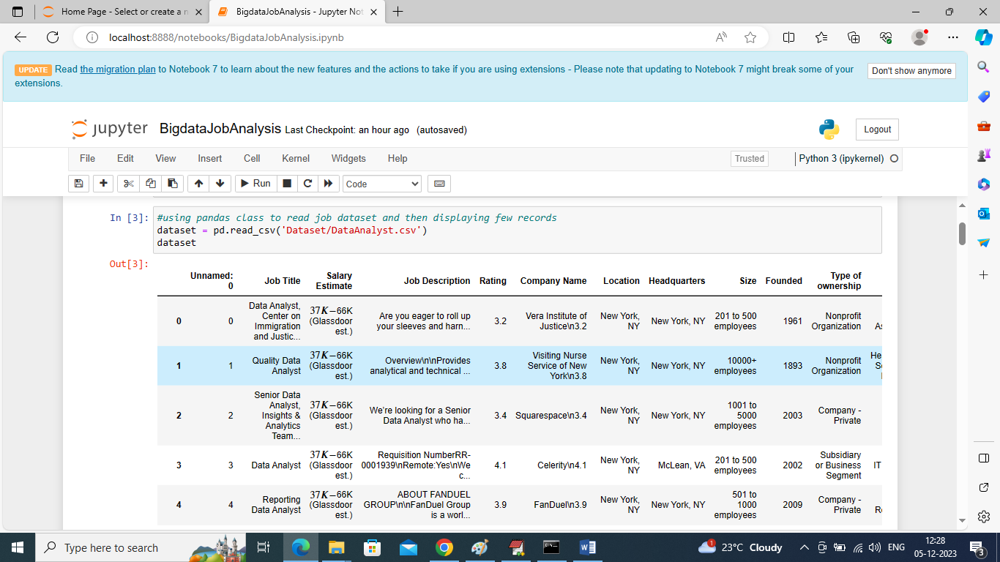 Home Page - Select or create a n
BigdataJobAnalysis - Jupyter Not
localhost:8888/notebooks/BigdataJobAnalysis.ipynb
UPDATE Read the migration plan to Notebook 7 to learn about the new features and the actions to take if you are using extensions - Please note that updating to Notebook 7 might break some of your
extensions.
Don't show anymore
jupyter BigdataJobAnalysis Last Checkpoint: an hour ago (autosaved)
Logout
File Edit View Insert Cell Kernel Widgets Help
Trusted
Python 3 (ipykernel)
Run
Code
In [3]:
#using pandas class to read job dataset and then displaying few records
dataset = pd.read_csv('Dataset/DataAnalyst.csv')
dataset
Out[3]:
Unnamed:
0
Job Title
Salary
Estimate
Job Description
Rating
Company Name
Location
Headquarters
Size
Founded
Type of
ownership
0
0
Data Analyst,
Center on
Immigration
and Justic...
37K−66K
(Glassdoor
est.)
Are you eager to roll up
your sleeves and harn...
3.2
Vera Institute of
Justice\n3.2
New York,
NY
New York, NY
201 to 500
employees
1961
Nonprofit
Organization
As
1
1
Quality Data
Analyst
37K−66K
(Glassdoor
est.)
Overview\n\nProvides
analytical and technical ...
3.8
Visiting Nurse
Service of New
York\n3.8
New York,
NY
New York, NY
10000+
employees
1893
Nonprofit
Organization
He
Se
2
2
Senior Data
Analyst,
Insights &
Analytics
Team...
37K−66K
(Glassdoor
est.)
We're looking for a Senior
Data Analyst who ha...
3.4
Squarespace\n3.4
New York,
NY
New York, NY
1001 to
5000
employees
2003
Company -
Private
3
3
Data Analyst
37K−66K
(Glassdoor
est.)
Requisition NumberRR-
0001939\nRemote:Yes\nWe
c...
4.1
Celerity\n4.1
New York,
NY
McLean, VA
201 to 500
employees
2002
Subsidiary
or Business
Segment
IT
4
4
Reporting
Data Analyst
37K−66K
(Glassdoor
est.)
ABOUT FANDUEL
GROUP\n\nFanDuel Group
is a worl...
3.9
FanDuel\n3.9
New York,
NY
New York, NY
501 to
1000
employees
2009
Company -
Private
Type here to search
1
23°C Cloudy
ENG
12:28
05-12-2023
3